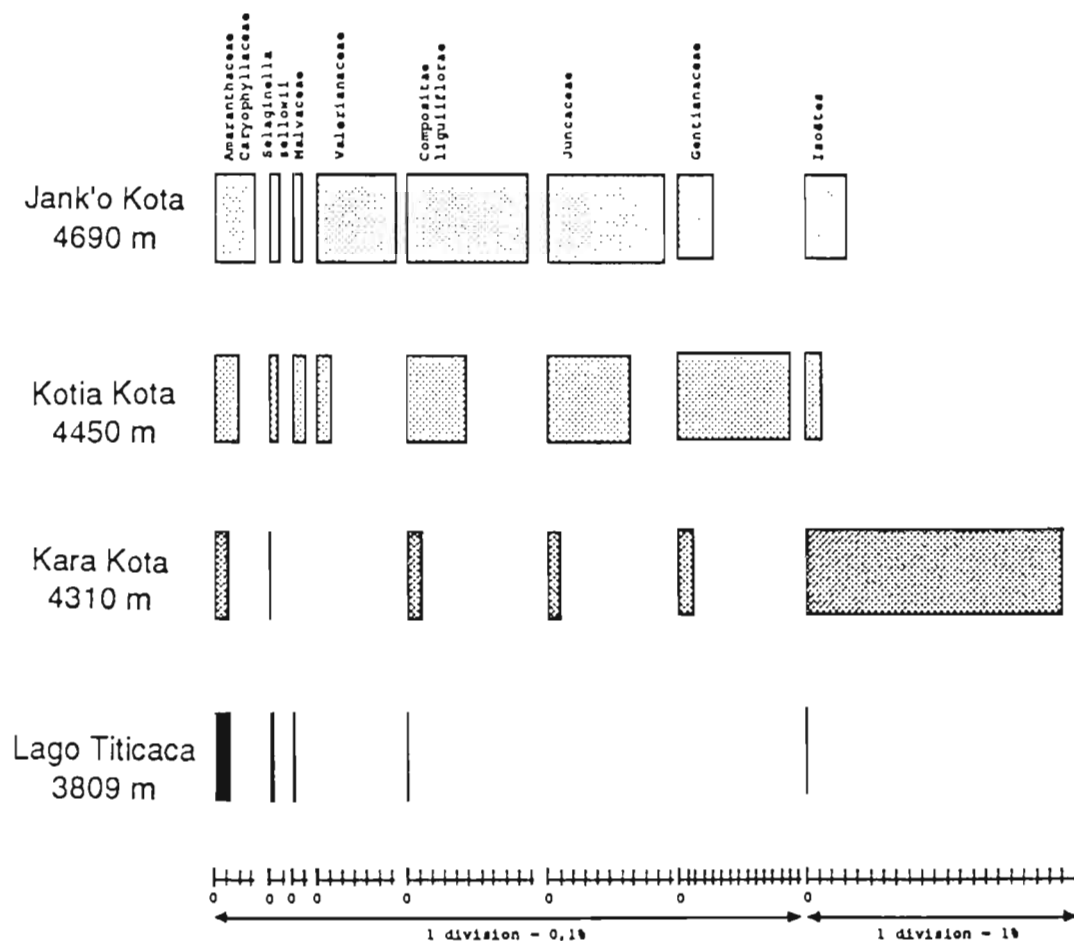 Amaranthaceae
Caryophyllaceae
Selaginella
sellowii
Malvaceae
Valerianaceae
Compositae
liguliflorae
Juncaceae
Gentianaceae
Isoëtes
Jank'o Kota
4690 m
Kotia Kota
4450 m
Kara Kota
4310 m
Lago Titicaca
3809 m
0 0 0 0 0 0 0 0
1 division - 0,1% 1 division - 1%